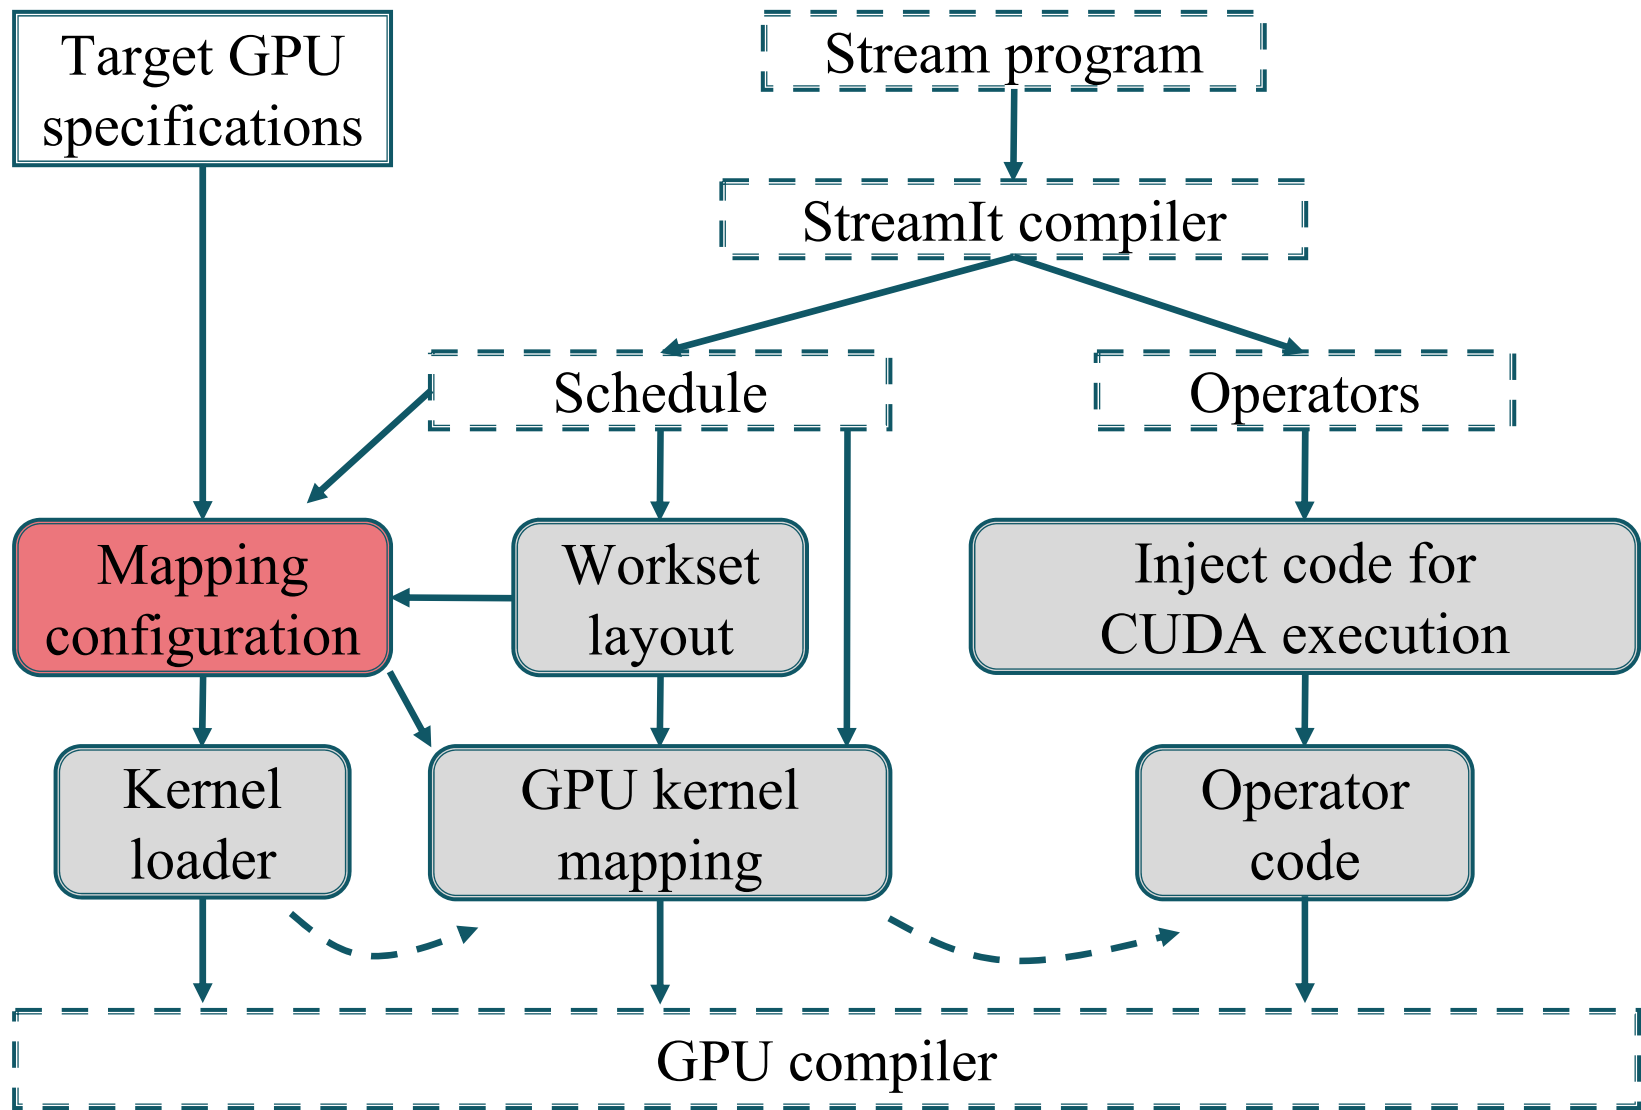 Target GPU
specifications
Stream program
StreamIt compiler
Schedule
Operators
Mapping
configuration
Workset
layout
Inject code for
CUDA execution
Kernel
loader
GPU kernel
mapping
Operator
code
GPU compiler